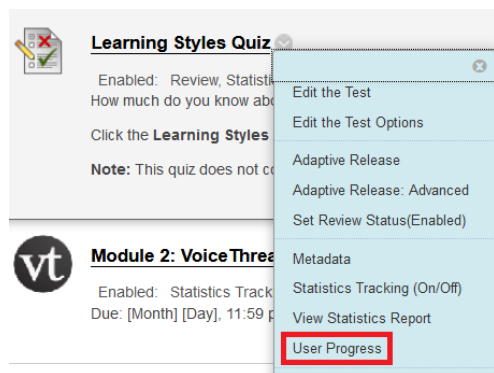 Learning Styles Quiz
Enabled: Review, Statisti
How much do you know abo
Click the Learning Styles
Note: This quiz does not co
Edit the Test
Edit the Test Options
Adaptive Release
Adaptive Release: Advanced
Set Review Status(Enabled)
Metadata
Statistics Tracking (On/Off)
View Statistics Report
User Progress
vt
Module 2: VoiceThrea
Enabled: Statistics Track
Due: [Month] [Day], 11:59 p